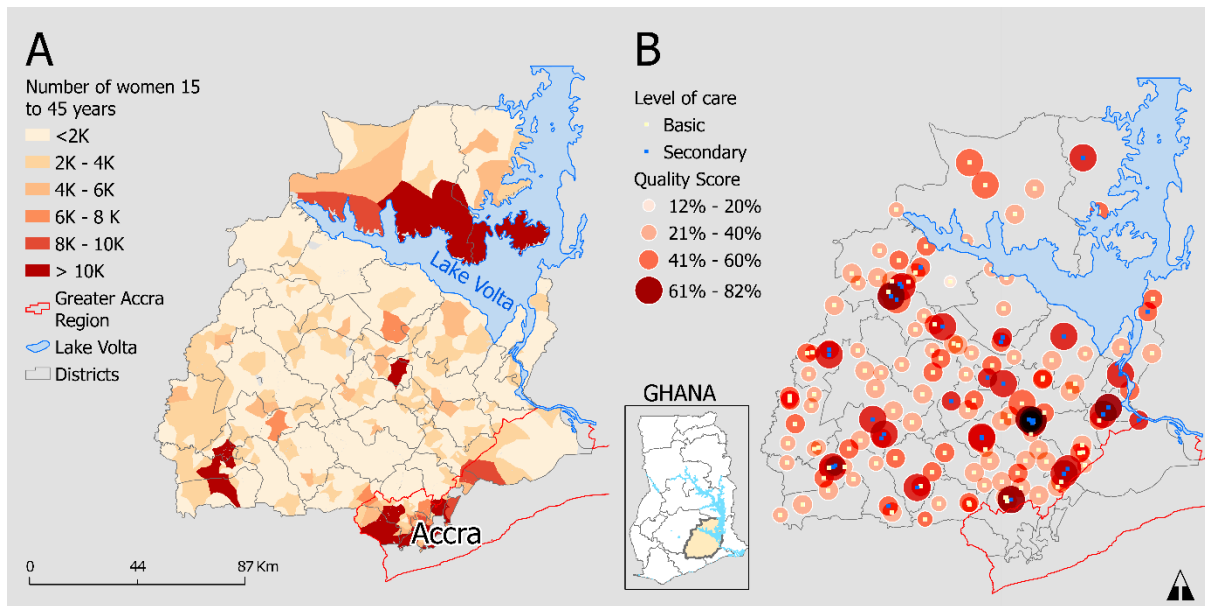 A
Number of women 15
to 45 years
<2K
2K - 4K
4K - 6K
6K - 8 K
8K - 10K
> 10K
Greater Accra
Region
Lake Volta
Districts
Lake Volta
Accra
0 44 87 Km
B
Level of care
Basic
Secondary
Quality Score
12% - 20%
21% - 40%
41% - 60%
61% - 82%
GHANA